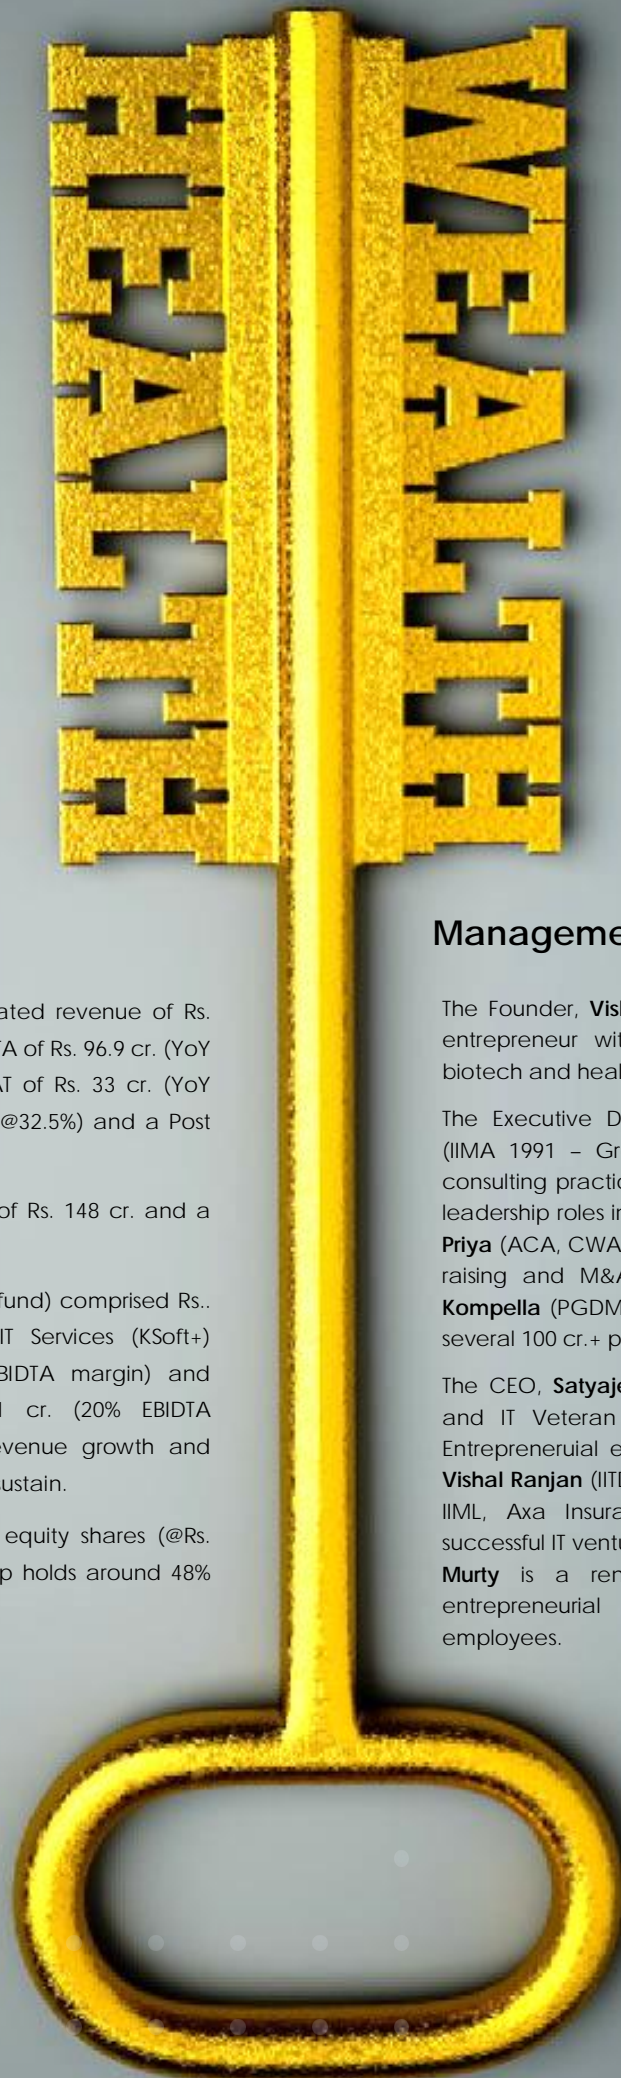 HEALTH
WEALTH
ated revenue of Rs.
TA of Rs. 96.9 cr. (YoY
AT of Rs. 33 cr. (YoY
@32.5%) and a Post
of Rs. 148 cr. and a
fund) comprised Rs..
IT Services (KSoft+)
BIDTA margin) and
cr. (20% EBIDTA
evenue growth and
sustain.
equity shares (@Rs.
p holds around 48%
Manageme
The Founder, Vish
entrepreneur wit
biotech and heal
The Executive D
(IIMA 1991 – Gr
consulting practic
leadership roles in
Priya (ACA, CWA
raising and M&A
Kompella (PGDM
several 100 cr.+ p
The CEO, Satyaje
and IT Veteran
Entrepreneruial e
Vishal Ranjan (IITD
IIML, Axa Insura
successful IT ventu
Murty is a ren
entrepreneurial
employees.